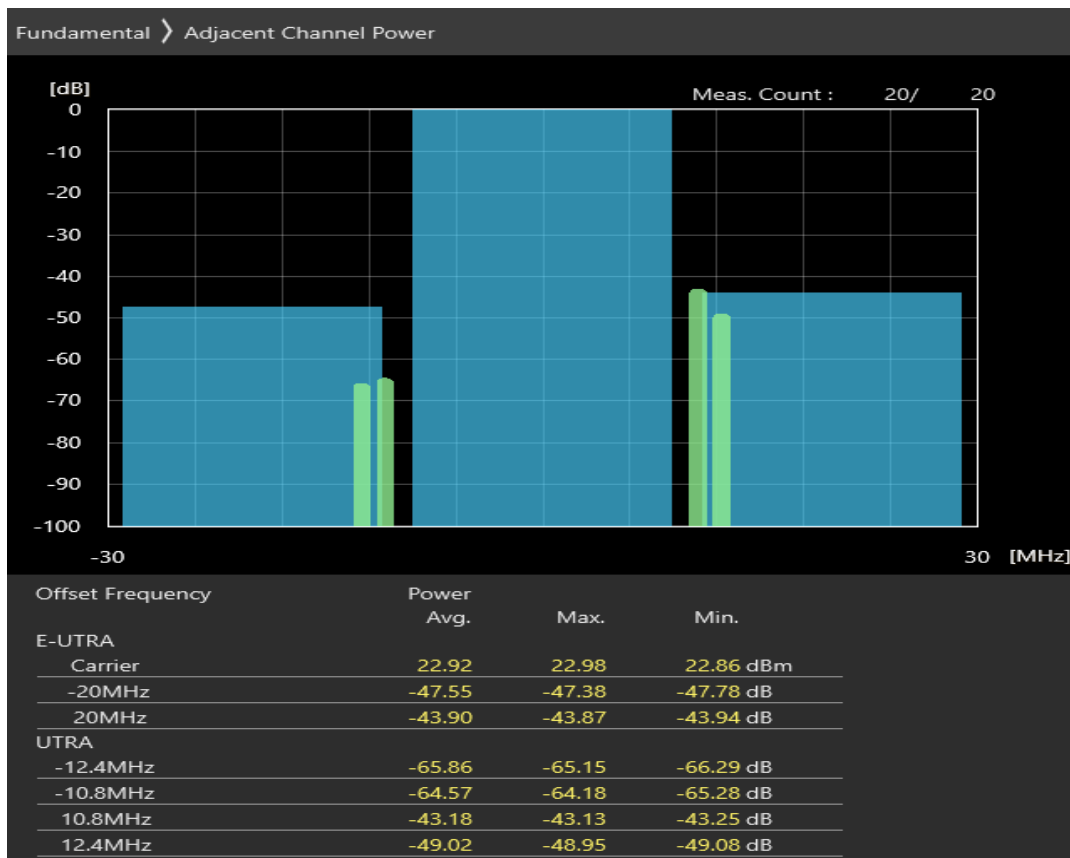 Fundamental 〉 Adjacent Channel Power
[dB]
Meas. Count : 20/ 20
0
-10
-20
-30
-40
-50
-60
-70
-80
-90
-100
-30 30 [MHz]
Offset Frequency Power
Avg. Max. Min.
E-UTRA
Carrier 22.92 22.98 22.86 dBm
-20MHz -47.55 -47.38 -47.78 dB
20MHz -43.90 -43.87 -43.94 dB
UTRA
-12.4MHz -65.86 -65.15 -66.29 dB
-10.8MHz -64.57 -64.18 -65.28 dB
10.8MHz -43.18 -43.13 -43.25 dB
12.4MHz -49.02 -48.95 -49.08 dB